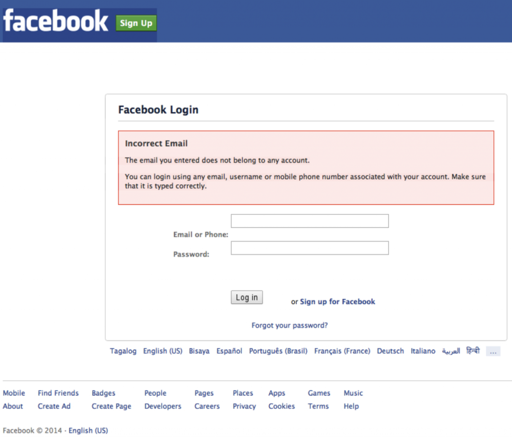 facebook Sign Up
Facebook Login
Incorrect Email
The email you entered does not belong to any account.
You can login using any email, username or mobile phone number associated with your account. Make sure
that it is typed correctly.
Email or Phone:
Password:
Log in or Sign up for Facebook
Forgot your password?
Tagalog English (US) Bisaya Español Português (Brasil) Français (France) Deutsch Italiano العربية हिन्दी ...
Mobile Find Friends Badges People Pages Places Apps Games Music
About Create Ad Create Page Developers Careers Privacy Cookies Terms Help
Facebook © 2014 · English (US)